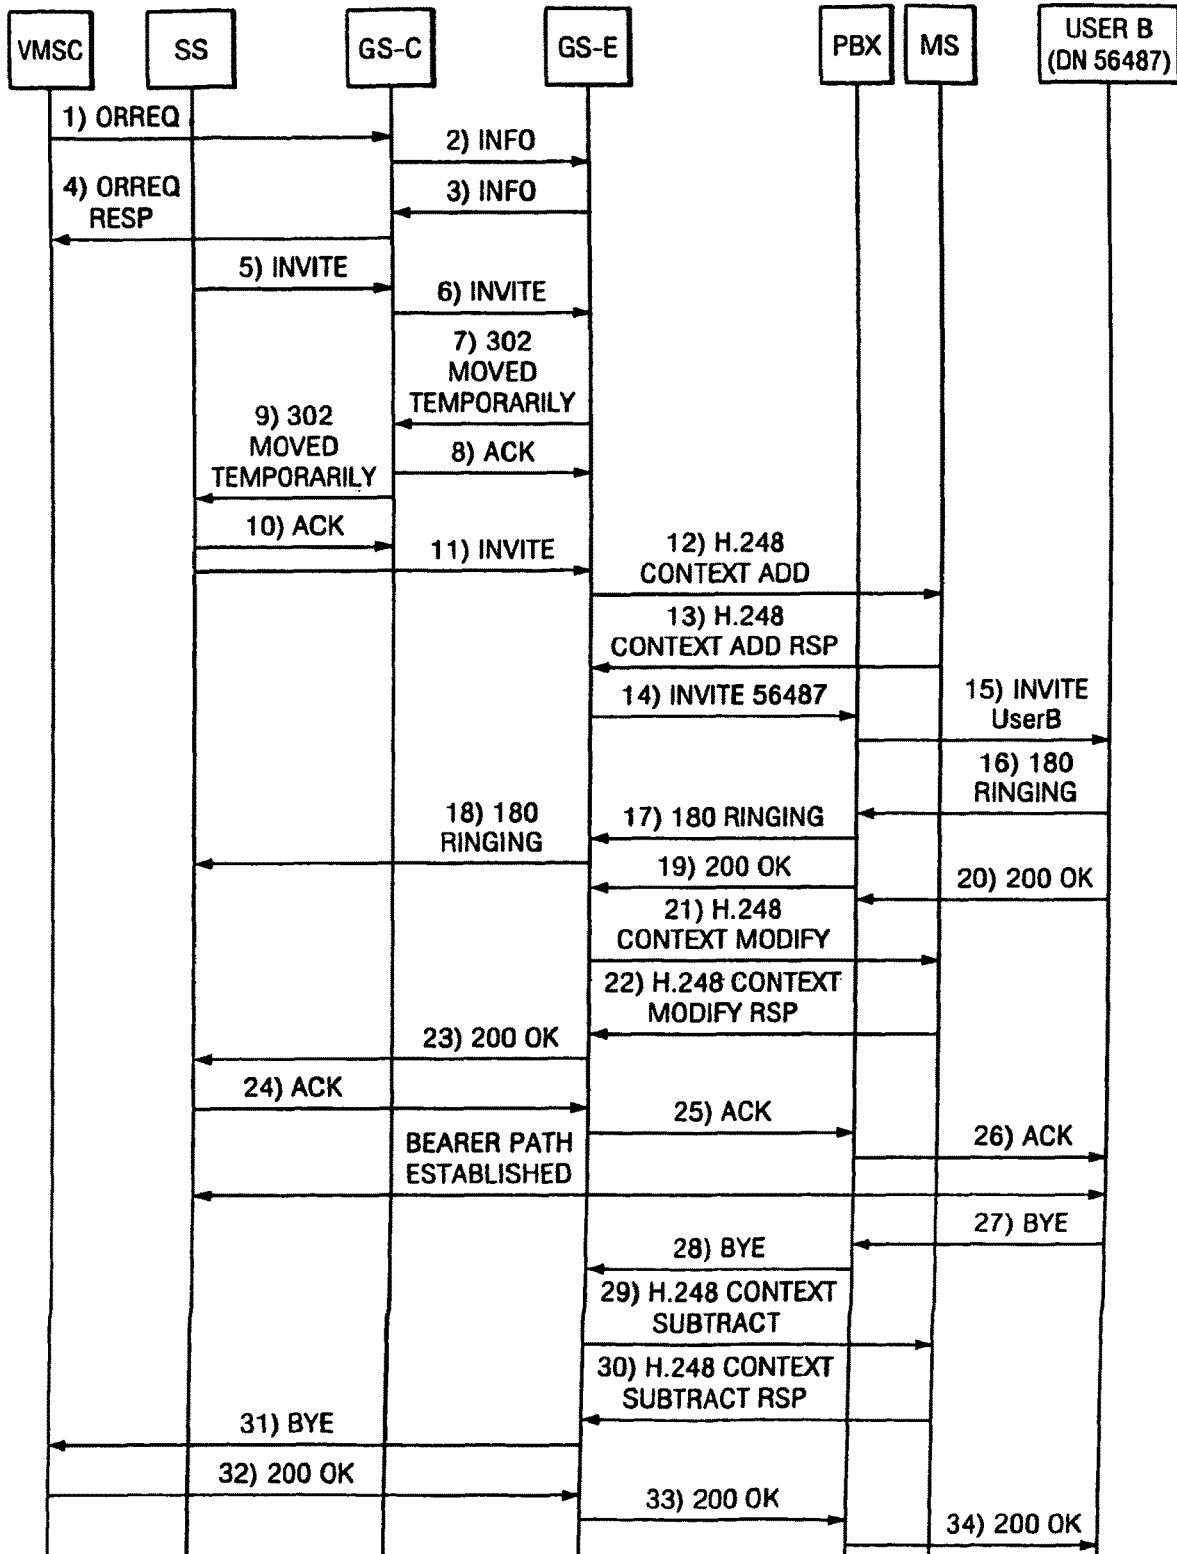 VMSC
SS
GS-C
GS-E
PBX
MS
USER B
(DN 56487)
1) ORREQ
2) INFO
3) INFO
4) ORREQ
RESP
5) INVITE
6) INVITE
7) 302
MOVED
TEMPORARILY
8) ACK
9) 302
MOVED
TEMPORARILY
10) ACK
11) INVITE
12) H.248
CONTEXT ADD
13) H.248
CONTEXT ADD RSP
14) INVITE 56487
15) INVITE
UserB
16) 180
RINGING
17) 180 RINGING
18) 180
RINGING
19) 200 OK
20) 200 OK
21) H.248
CONTEXT MODIFY
22) H.248 CONTEXT
MODIFY RSP
23) 200 OK
24) ACK
25) ACK
26) ACK
BEARER PATH
ESTABLISHED
27) BYE
28) BYE
29) H.248 CONTEXT
SUBTRACT
30) H.248 CONTEXT
SUBTRACT RSP
31) BYE
32) 200 OK
33) 200 OK
34) 200 OK